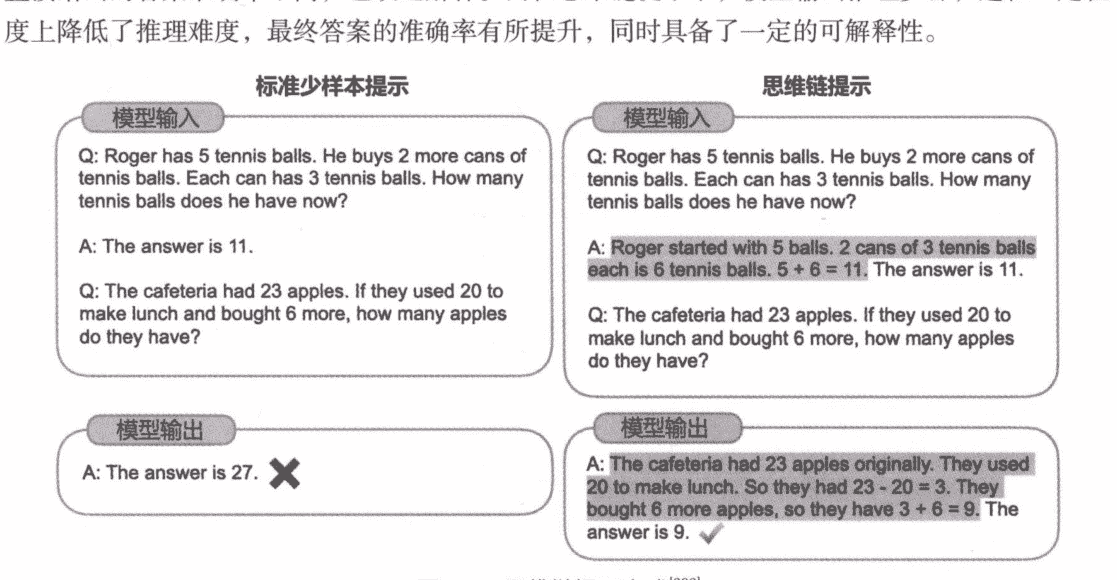 度上降低了推理难度，最终答案的准确率有所提升，同时具备了一定的可解释性。
标准少样本提示
模型输入
Q: Roger has 5 tennis balls. He buys 2 more cans of
tennis balls. Each can has 3 tennis balls. How many
tennis balls does he have now?
A: The answer is 11.
Q: The cafeteria had 23 apples. If they used 20 to
make lunch and bought 6 more, how many apples
do they have?
模型输出
A: The answer is 27.
思维链提示
模型输入
Q: Roger has 5 tennis balls. He buys 2 more cans of
tennis balls. Each can has 3 tennis balls. How many
tennis balls does he have now?
A: Roger started with 5 balls. 2 cans of 3 tennis balls
each is 6 tennis balls. 5 + 6 = 11. The answer is 11.
Q: The cafeteria had 23 apples. If they used 20 to
make lunch and bought 6 more, how many apples
do they have?
模型输出
A: The cafeteria had 23 apples originally. They used
20 to make lunch. So they had 23 - 20 = 3. They
bought 6 more apples, so they have 3 + 6 = 9. The
answer is 9.